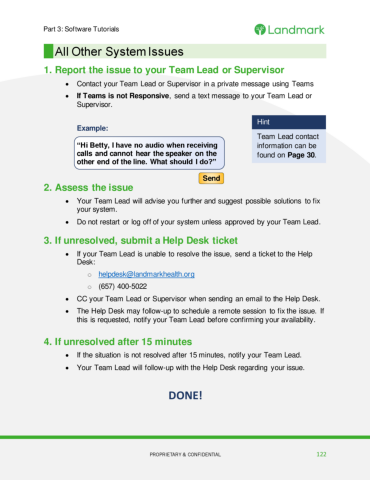 Part 3: Software Tutorials
Landmark
All Other System Issues
1. Report the issue to your Team Lead or Supervisor
• Contact your Team Lead or Supervisor in a private message using Teams
• If Teams is not Responsive, send a text message to your Team Lead or
Supervisor.
Example:
"Hi Betty, I have no audio when receiving
calls and cannot hear the speaker on the
other end of the line. What should I do?"
Send
Hint
Team Lead contact
information can be
found on Page 30.
2. Assess the issue
• Your Team Lead will advise you further and suggest possible solutions to fix
your system.
• Do not restart or log off of your system unless approved by your Team Lead.
3. If unresolved, submit a Help Desk ticket
• If your Team Lead is unable to resolve the issue, send a ticket to the Help
Desk:
o helpdesk@landmarkhealth.org
o (657) 400-5022
• CC your Team Lead or Supervisor when sending an email to the Help Desk.
• The Help Desk may follow-up to schedule a remote session to fix the issue. If
this is requested, notify your Team Lead before confirming your availability.
4. If unresolved after 15 minutes
• If the situation is not resolved after 15 minutes, notify your Team Lead.
• Your Team Lead will follow-up with the Help Desk regarding your issue.
DONE!
PROPRIETARY & CONFIDENTIAL
122